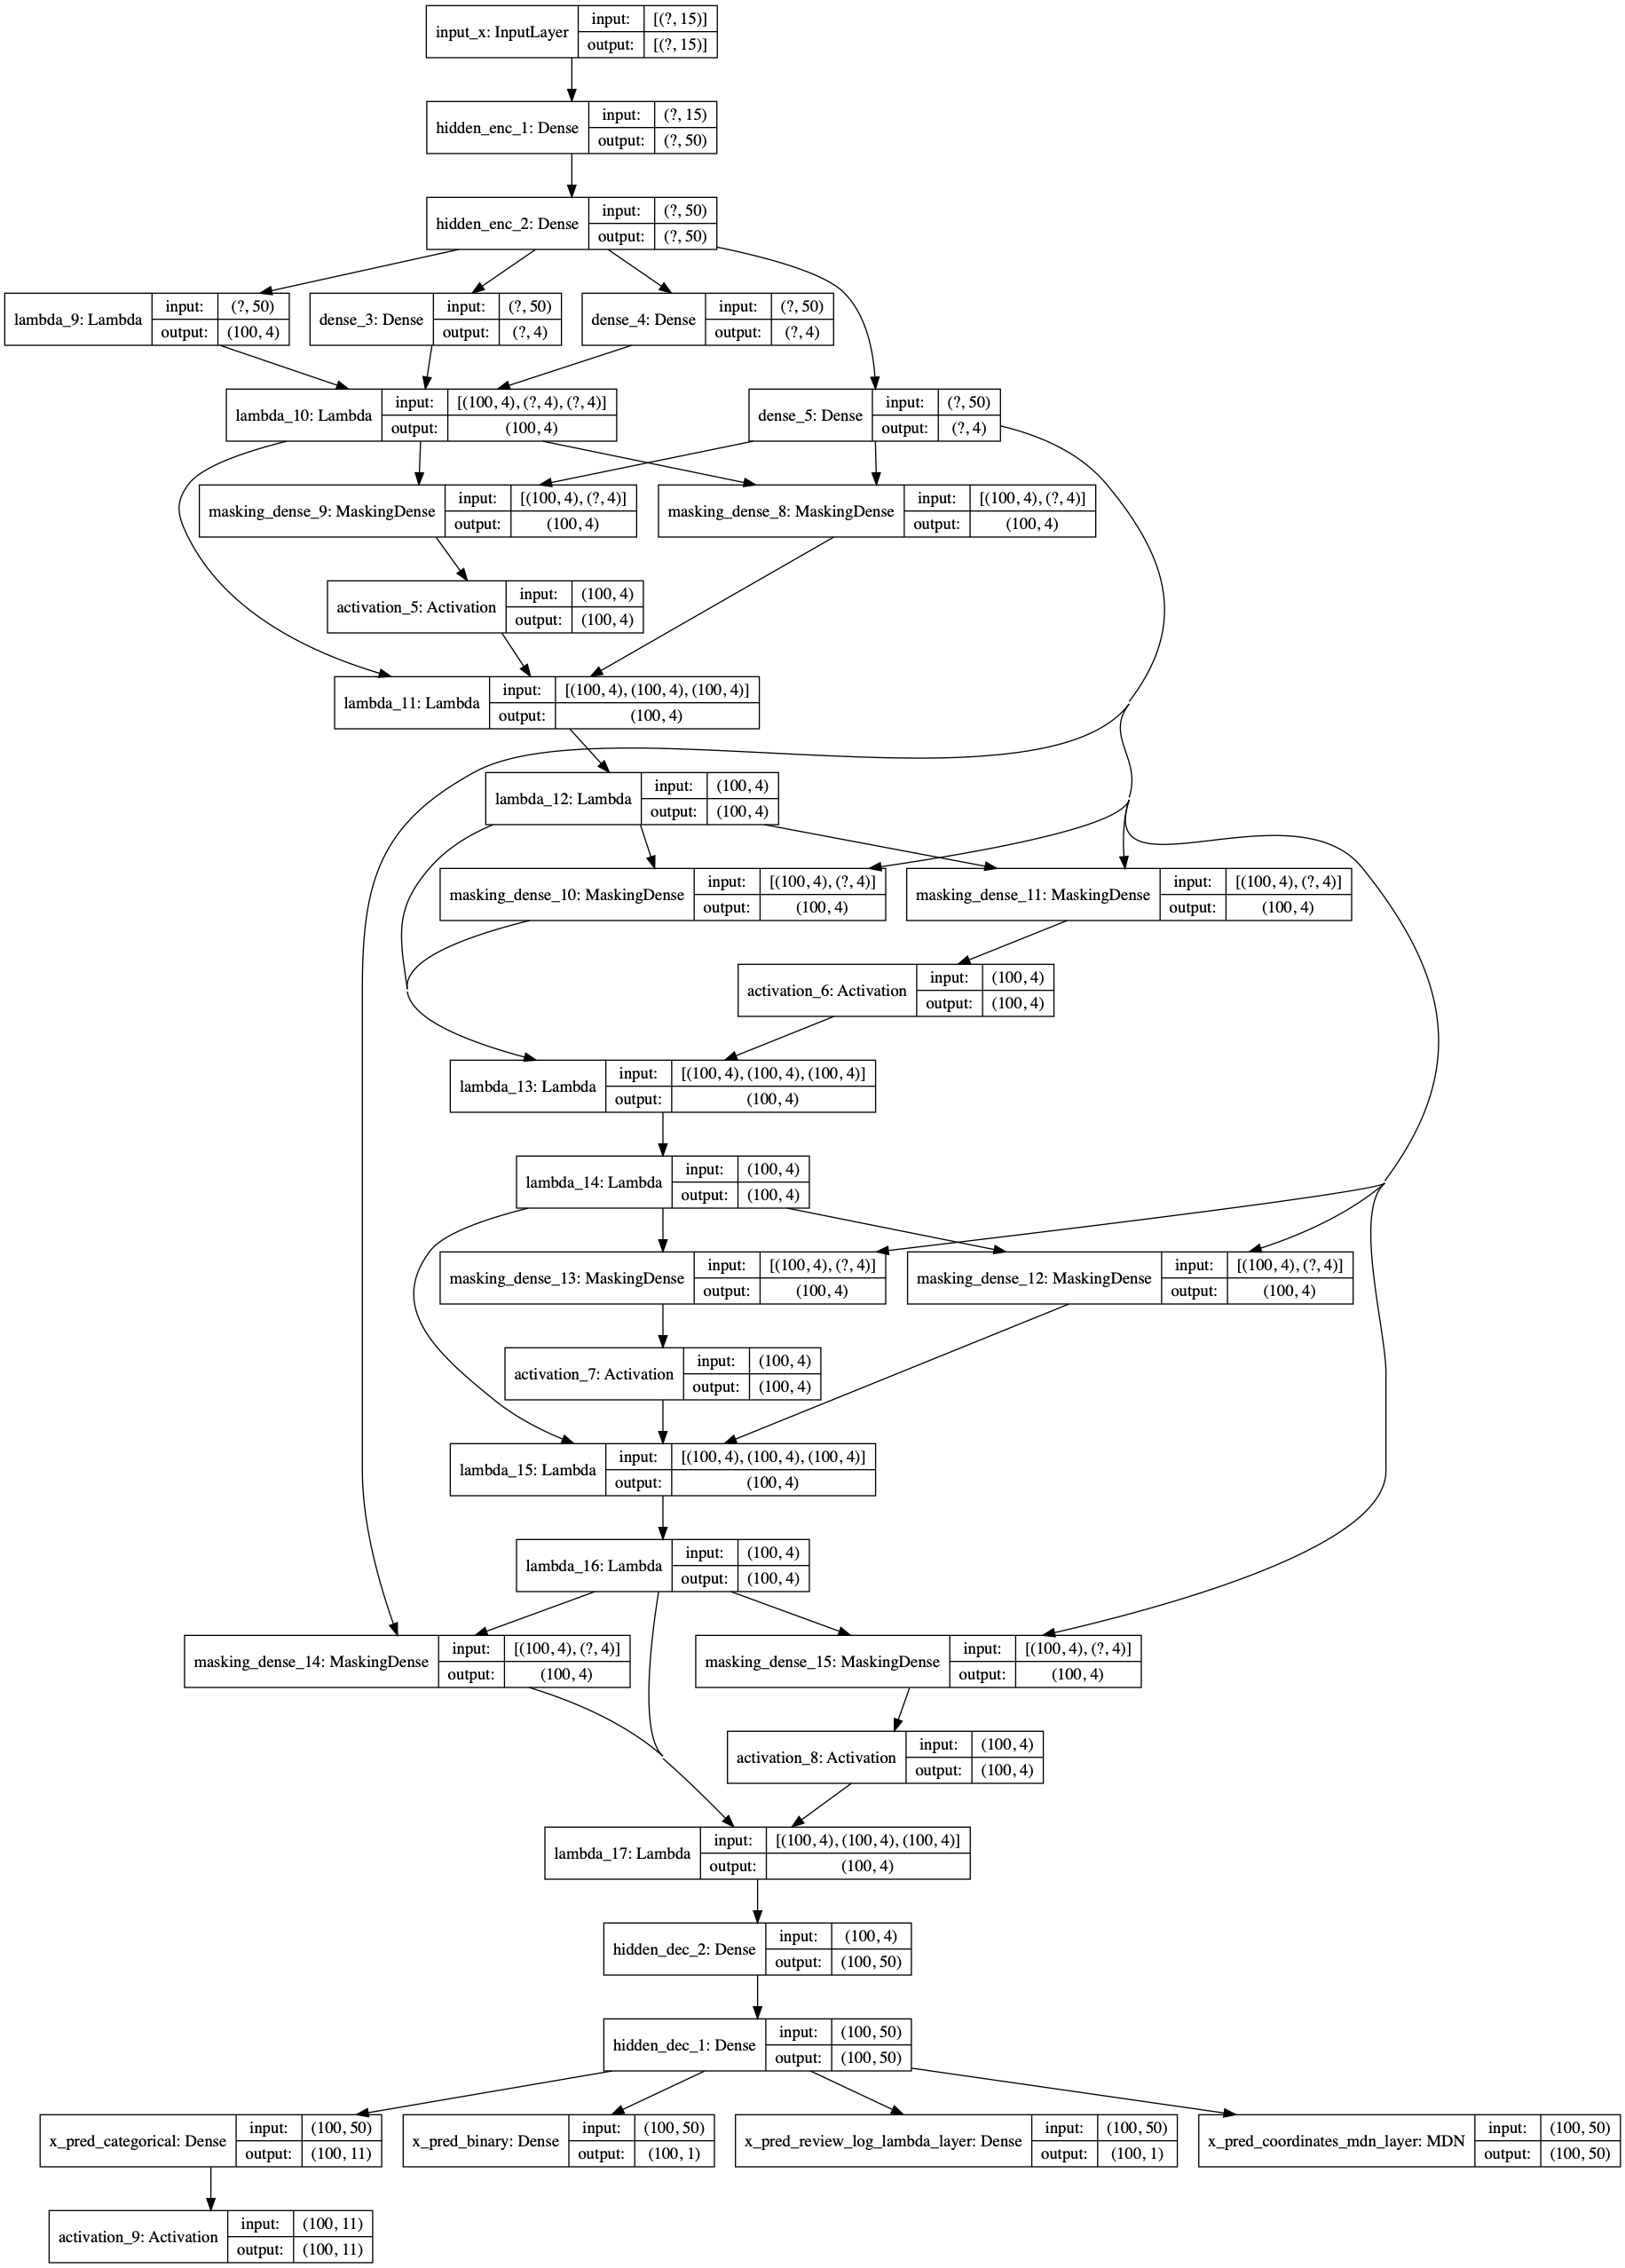 input_x: InputLayer
input: [(?, 15)]
output: [(?, 15)]
hidden_enc_1: Dense
input: (?, 15)
output: (?, 50)
hidden_enc_2: Dense
input: (?, 50)
output: (?, 50)
lambda_9: Lambda
input: (?, 50)
output: (100, 4)
dense_3: Dense
input: (?, 50)
output: (?, 4)
dense_4: Dense
input: (?, 50)
output: (?, 4)
lambda_10: Lambda
input: [(100, 4), (?, 4), (?, 4)]
output: (100, 4)
dense_5: Dense
input: (?, 50)
output: (?, 4)
masking_dense_9: MaskingDense
input: [(100, 4), (?, 4)]
output: (100, 4)
masking_dense_8: MaskingDense
input: [(100, 4), (?, 4)]
output: (100, 4)
activation_5: Activation
input: (100, 4)
output: (100, 4)
lambda_11: Lambda
input: [(100, 4), (100, 4), (100, 4)]
output: (100, 4)
lambda_12: Lambda
input: (100, 4)
output: (100, 4)
masking_dense_10: MaskingDense
input: [(100, 4), (?, 4)]
output: (100, 4)
masking_dense_11: MaskingDense
input: [(100, 4), (?, 4)]
output: (100, 4)
activation_6: Activation
input: (100, 4)
output: (100, 4)
lambda_13: Lambda
input: [(100, 4), (100, 4), (100, 4)]
output: (100, 4)
lambda_14: Lambda
input: (100, 4)
output: (100, 4)
masking_dense_13: MaskingDense
input: [(100, 4), (?, 4)]
output: (100, 4)
masking_dense_12: MaskingDense
input: [(100, 4), (?, 4)]
output: (100, 4)
activation_7: Activation
input: (100, 4)
output: (100, 4)
lambda_15: Lambda
input: [(100, 4), (100, 4), (100, 4)]
output: (100, 4)
lambda_16: Lambda
input: (100, 4)
output: (100, 4)
masking_dense_14: MaskingDense
input: [(100, 4), (?, 4)]
output: (100, 4)
masking_dense_15: MaskingDense
input: [(100, 4), (?, 4)]
output: (100, 4)
activation_8: Activation
input: (100, 4)
output: (100, 4)
lambda_17: Lambda
input: [(100, 4), (100, 4), (100, 4)]
output: (100, 4)
hidden_dec_2: Dense
input: (100, 4)
output: (100, 50)
hidden_dec_1: Dense
input: (100, 50)
output: (100, 50)
x_pred_categorical: Dense
input: (100, 50)
output: (100, 11)
x_pred_binary: Dense
input: (100, 50)
output: (100, 1)
x_pred_review_log_lambda_layer: Dense
input: (100, 50)
output: (100, 1)
x_pred_coordinates_mdn_layer: MDN
input: (100, 50)
output: (100, 50)
activation_9: Activation
input: (100, 11)
output: (100, 11)